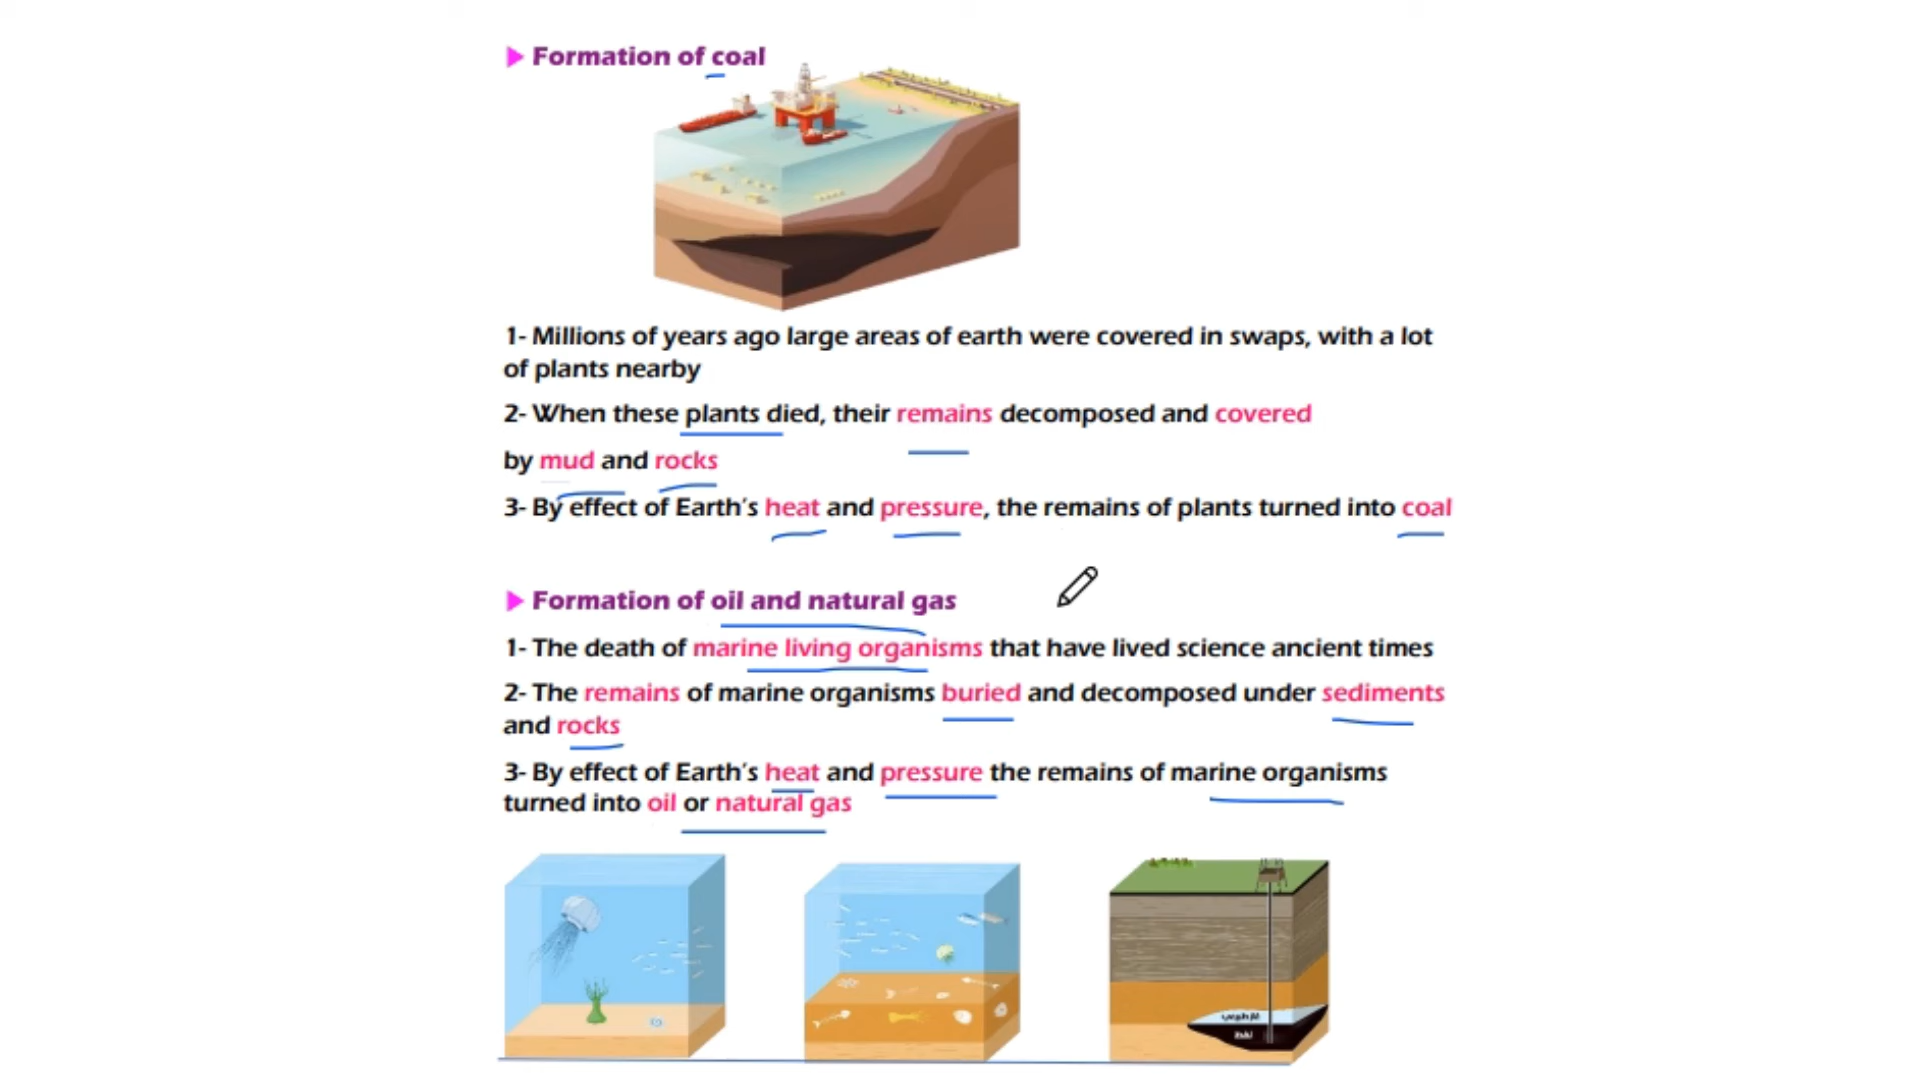 Formation of coal
1- Millions of years ago large areas of earth were covered in swaps, with a lot
of plants nearby
2- When these plants died, their remains decomposed and covered
by mud and rocks
3- By effect of Earth's heat and pressure, the remains of plants turned into coal
Formation of oil and natural gas
1- The death of marine living organisms that have lived science ancient times
2- The remains of marine organisms buried and decomposed under sediments
and rocks
3- By effect of Earth's heat and pressure the remains of marine organisms
turned into oil or natural gas